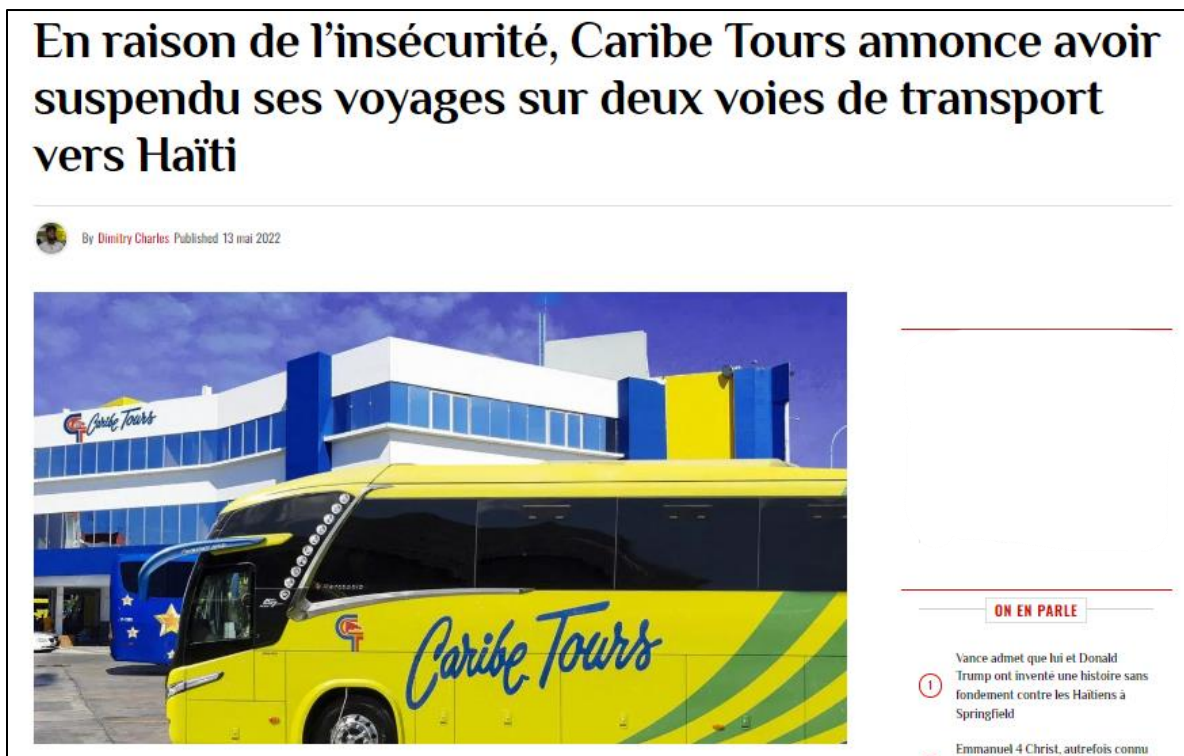 En raison de l'insécurité, Caribe Tours annonce avoir
suspendu ses voyages sur deux voies de transport
vers Haïti
By Dimitry Charles Published 13 mai 2022
Caribe Tours
Caribe Tours
ON EN PARLE
1
Vance admet que lui et Donald
Trump ont inventé une histoire sans
fondement contre les Haïtiens à
Springfield
Emmanuel 4 Christ, autrefois connu